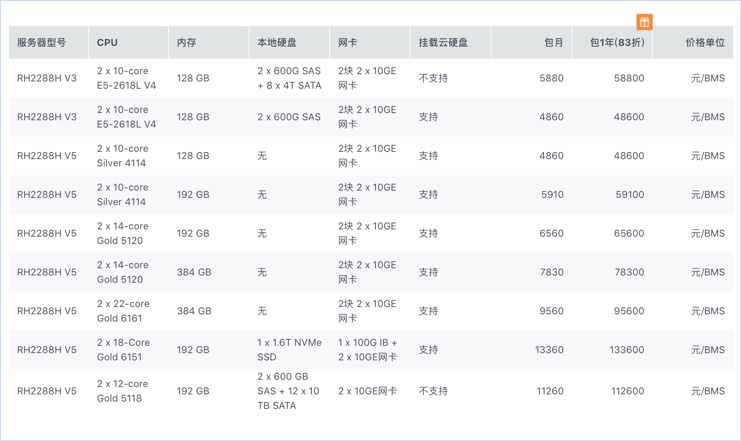 服务器型号 CPU 内存 本地硬盘 网卡 挂载云硬盘 包月 包1年(83折) 价格单位
RH2288H V3 2 x 10-core E5-2618L V4 128 GB 2 x 600G SAS + 8 x 4T SATA 2块 2 x 10GE 网卡 不支持 5880 58800 元/BMS
RH2288H V3 2 x 10-core E5-2618L V4 128 GB 2 x 600G SAS 2块 2 x 10GE 网卡 支持 4860 48600 元/BMS
RH2288H V5 2 x 10-core Silver 4114 128 GB 无 2块 2 x 10GE 网卡 支持 4860 48600 元/BMS
RH2288H V5 2 x 10-core Silver 4114 192 GB 无 2块 2 x 10GE 网卡 支持 5910 59100 元/BMS
RH2288H V5 2 x 14-core Gold 5120 192 GB 无 2块 2 x 10GE 网卡 支持 6560 65600 元/BMS
RH2288H V5 2 x 14-core Gold 5120 384 GB 无 2块 2 x 10GE 网卡 支持 7830 78300 元/BMS
RH2288H V5 2 x 22-core Gold 6161 384 GB 无 2块 2 x 10GE 网卡 支持 9560 95600 元/BMS
RH2288H V5 2 x 18-Core Gold 6151 192 GB 1 x 1.6T NVMe SSD 1 x 100G IB + 2 x 10GE网卡 支持 13360 133600 元/BMS
RH2288H V5 2 x 12-core Gold 5118 192 GB 2 x 600 GB SAS + 12 x 10 TB SATA 2 x 10GE网卡 不支持 11260 112600 元/BMS